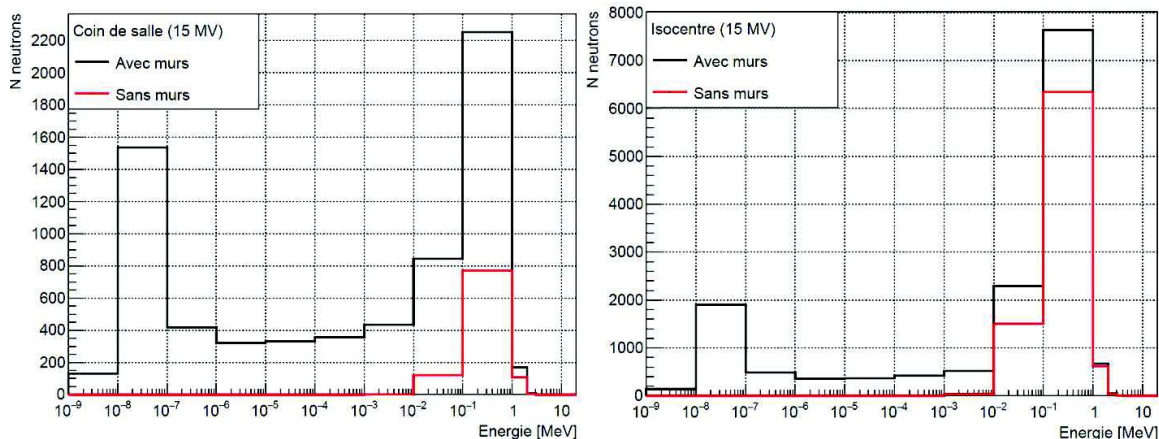 Coin de salle (15 MV)
Avec murs
Sans murs
N neutrons
2200
2000
1800
1600
1400
1200
1000
800
600
400
200
0
10⁻⁹ 10⁻⁸ 10⁻⁷ 10⁻⁶ 10⁻⁵ 10⁻⁴ 10⁻³ 10⁻² 10⁻¹ 1 10
Energie [MeV]
Isocentre (15 MV)
Avec murs
Sans murs
N neutrons
8000
7000
6000
5000
4000
3000
2000
1000
0
10⁻⁹ 10⁻⁸ 10⁻⁷ 10⁻⁶ 10⁻⁵ 10⁻⁴ 10⁻³ 10⁻² 10⁻¹ 1 10
Energie [MeV]